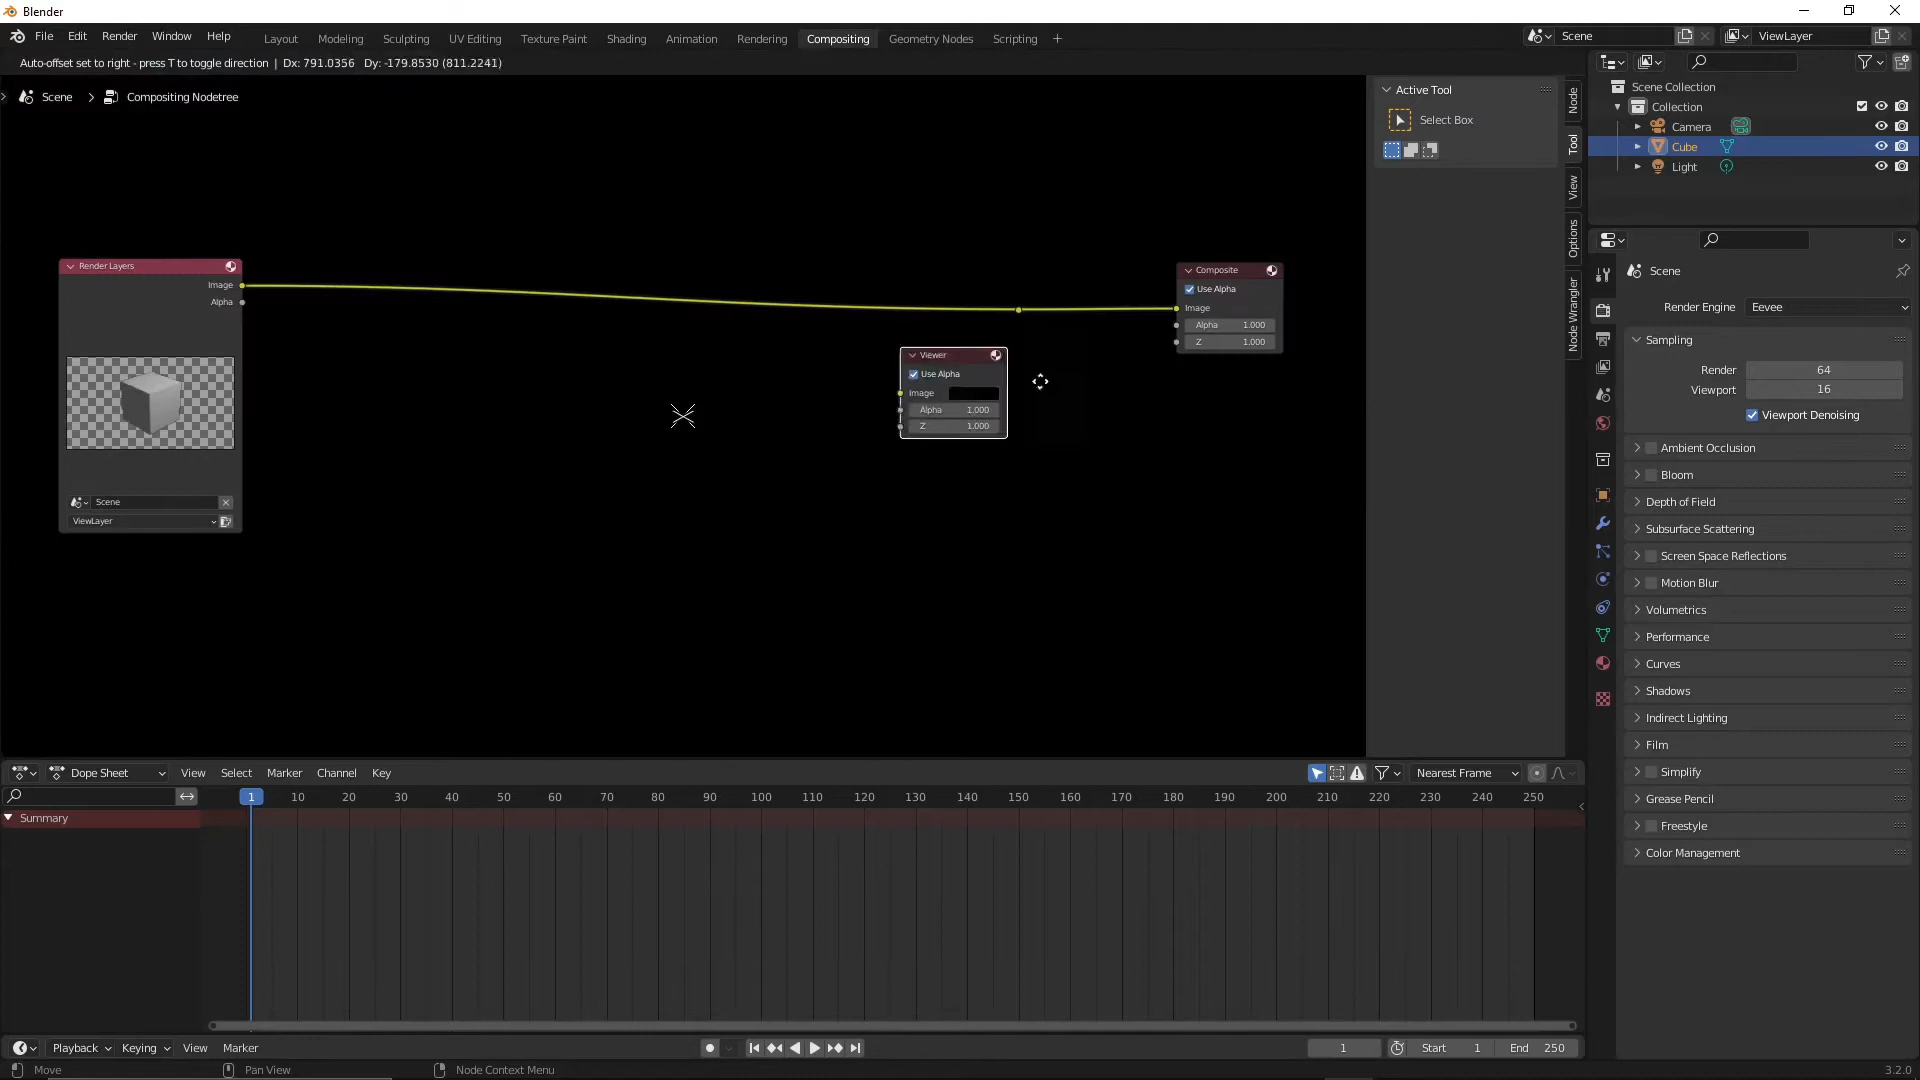 Blender
File Edit Render Window Help
Layout Modeling Sculpting UV Editing Texture Paint Shading Animation Rendering Compositing Geometry Nodes Scripting +
Scene
ViewLayer
Auto-offset set to right - press T to toggle direction | Dx: 791.0356 Dy: -179.8530 (811.2241)
Scene > Compositing Nodetree
Render Layers
Image
Alpha
Scene
ViewLayer
Viewer
Use Alpha
Image
Alpha 1.000
Z 1.000
Composite
Use Alpha
Image
Alpha 1.000
Z 1.000
Active Tool
Select Box
Node
Tool
View
Options
Node Wrangler
Scene Collection
Collection
Camera
Cube
Light
Scene
Render Engine Eevee
Sampling
Render 64
Viewport 16
Viewport Denoising
Ambient Occlusion
Bloom
Depth of Field
Subsurface Scattering
Screen Space Reflections
Motion Blur
Volumetrics
Performance
Curves
Shadows
Indirect Lighting
Film
Simplify
Grease Pencil
Freestyle
Color Management
Dope Sheet View Select Marker Channel Key
Nearest Frame
1 10 20 30 40 50 60 70 80 90 100 110 120 130 140 150 160 170 180 190 200 210 220 230 240 250
Summary
Playback Keying View Marker
1 Start 1 End 250
Move Pan View Node Context Menu
3.2.0